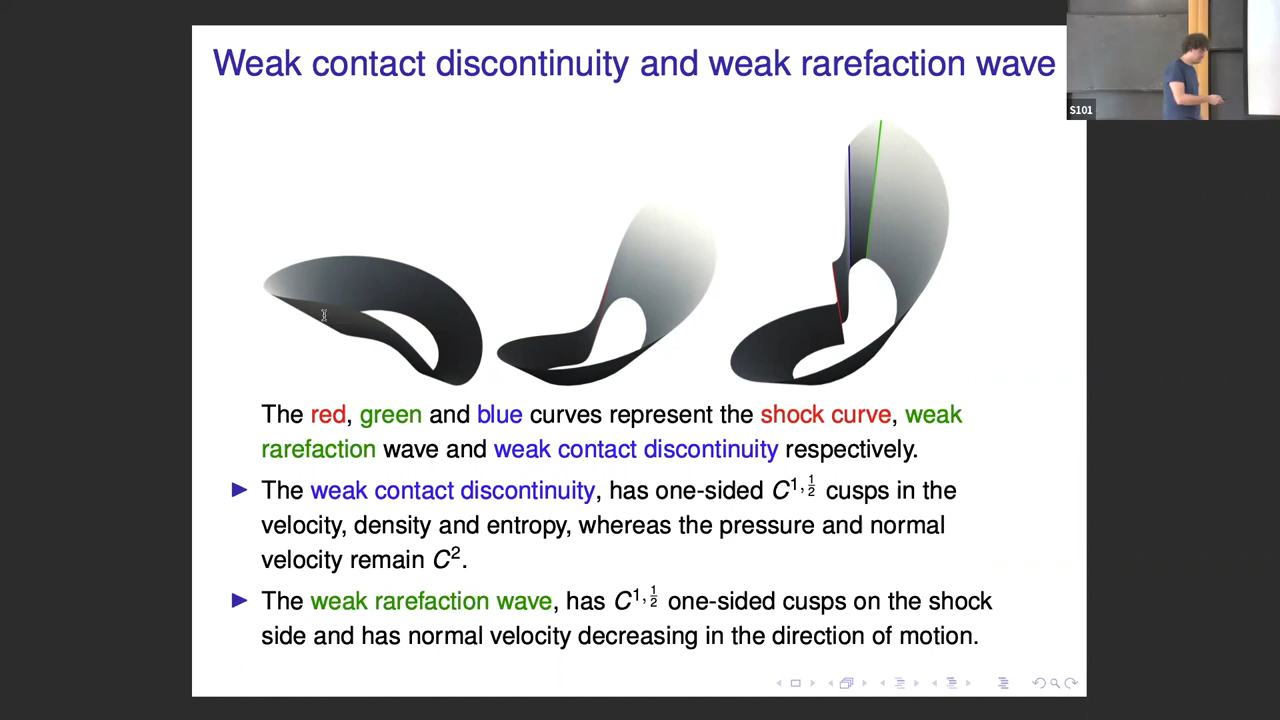 Weak contact discontinuity and weak rarefaction wave
S101
The red, green and blue curves represent the shock curve, weak
rarefaction wave and weak contact discontinuity respectively.
▶ The weak contact discontinuity, has one-sided C^{1,1/2} cusps in the
velocity, density and entropy, whereas the pressure and normal
velocity remain C².
▶ The weak rarefaction wave, has C^{1,1/2} one-sided cusps on the shock
side and has normal velocity decreasing in the direction of motion.